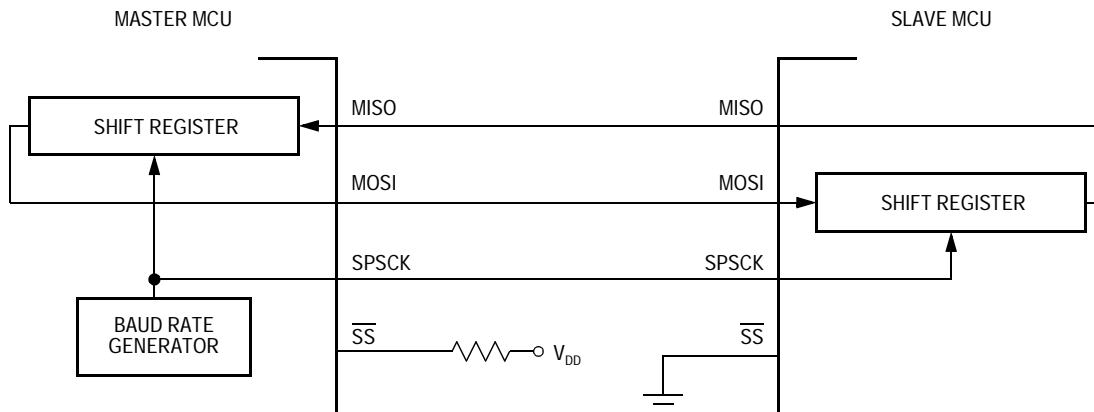 MASTER MCU
SLAVE MCU
SHIFT REGISTER
MISO
MISO
MOSI
MOSI
SHIFT REGISTER
SPSCK
SPSCK
BAUD RATE
GENERATOR
SS
VDD
SS